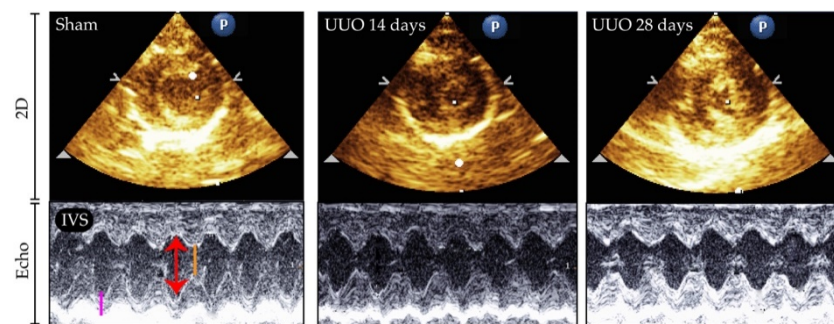 Sham
P
UUO 14 days
P
UUO 28 days
P
2D
IVS
Echo